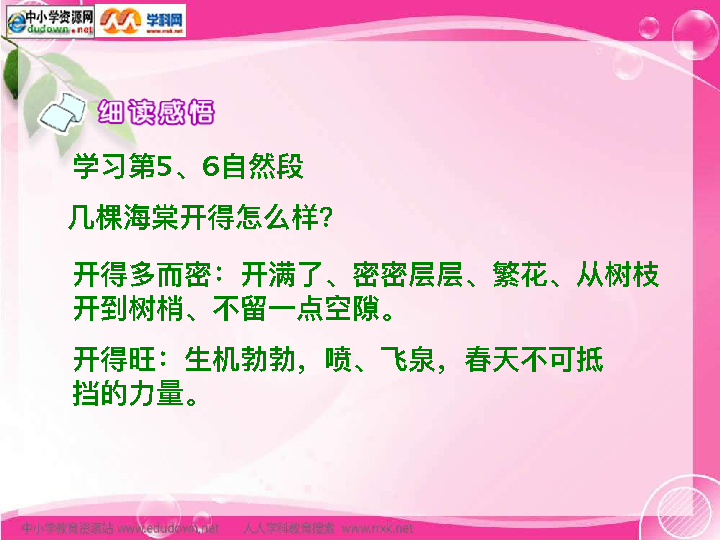 中小学资源网
dudown.net
学科网
www.nxk.net
细读感悟
学习第5、6自然段
几棵海棠开得怎么样？
开得多而密：开满了、密密层层、繁花、从树枝
开到树梢、不留一点空隙。
开得旺：生机勃勃，喷、飞泉，春天不可抵
挡的力量。
中小学教育资源站 www.edudown.net 人人学科教育搜索 www.rrxk.net